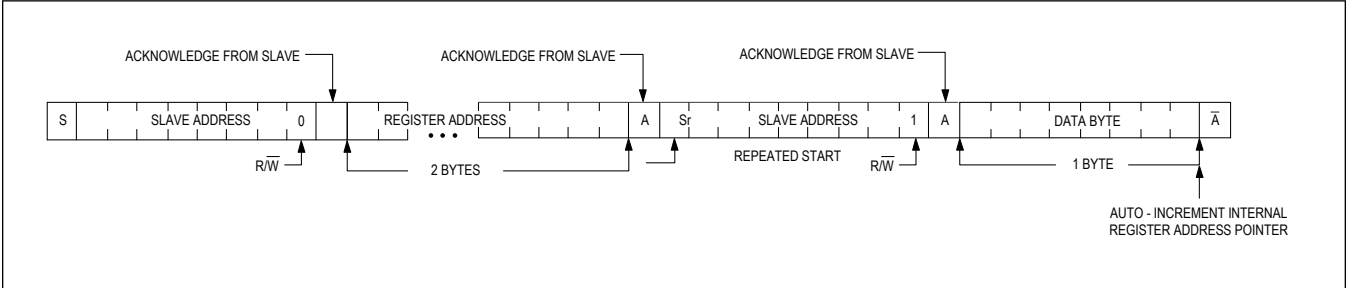 ACKNOWLEDGE FROM SLAVE ACKNOWLEDGE FROM SLAVE ACKNOWLEDGE FROM SLAVE
S SLAVE ADDRESS 0 REGISTER ADDRESS • • • A Sr SLAVE ADDRESS 1 A DATA BYTE A̅
R/W̅ 2 BYTES REPEATED START R/W̅ 1 BYTE
AUTO - INCREMENT INTERNAL
REGISTER ADDRESS POINTER